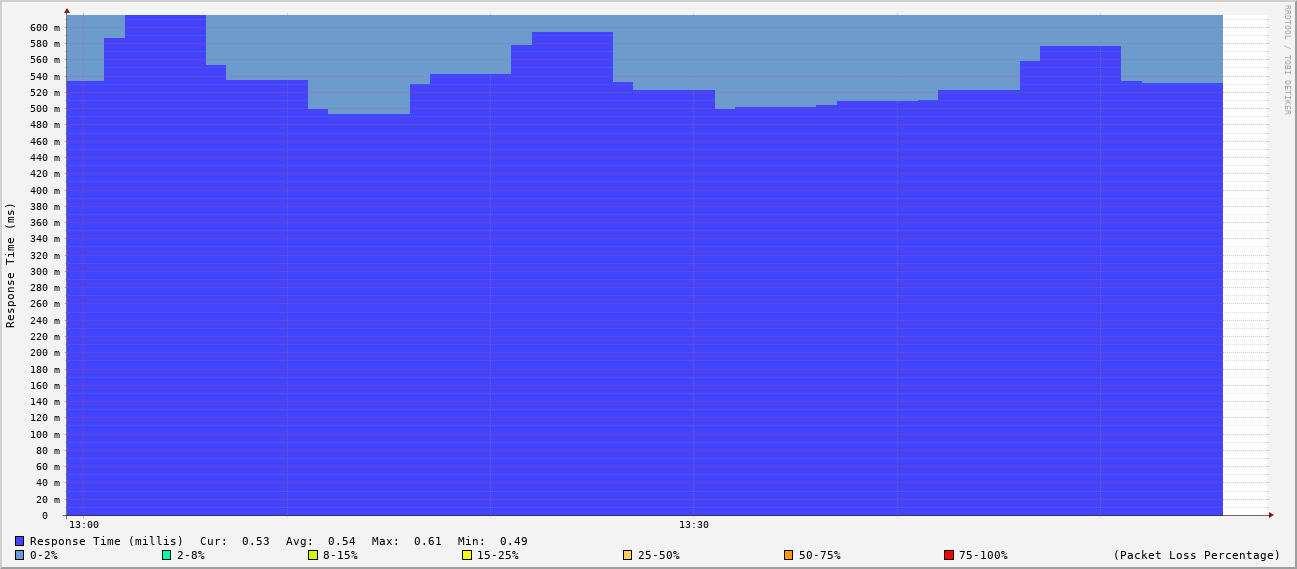 RRDTOOL / TOBI OETIKER
Response Time (ms)
600 m
580 m
560 m
540 m
520 m
500 m
480 m
460 m
440 m
420 m
400 m
380 m
360 m
340 m
320 m
300 m
280 m
260 m
240 m
220 m
200 m
180 m
160 m
140 m
120 m
100 m
80 m
60 m
40 m
20 m
0
13:00 13:30
Response Time (millis) Cur: 0.53 Avg: 0.54 Max: 0.61 Min: 0.49
0-2% 2-8% 8-15% 15-25% 25-50% 50-75% 75-100% (Packet Loss Percentage)